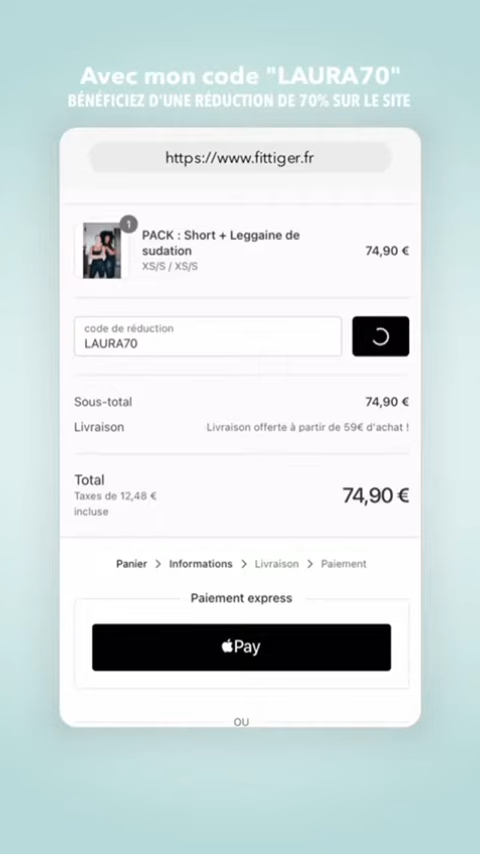 Avec mon code "LAURA70"
BÉNÉFICIEZ D'UNE RÉDUCTION DE 70% SUR LE SITE
https://www.fittiger.fr
1
PACK : Short + Leggaine de
sudation
XS/S / XS/S
74,90 €
code de réduction
LAURA70
Sous-total 74,90 €
Livraison Livraison offerte à partir de 59€ d'achat !
Total
Taxes de 12,48 €
incluse
74,90 €
Panier > Informations > Livraison > Paiement
Paiement express
Pay
OU